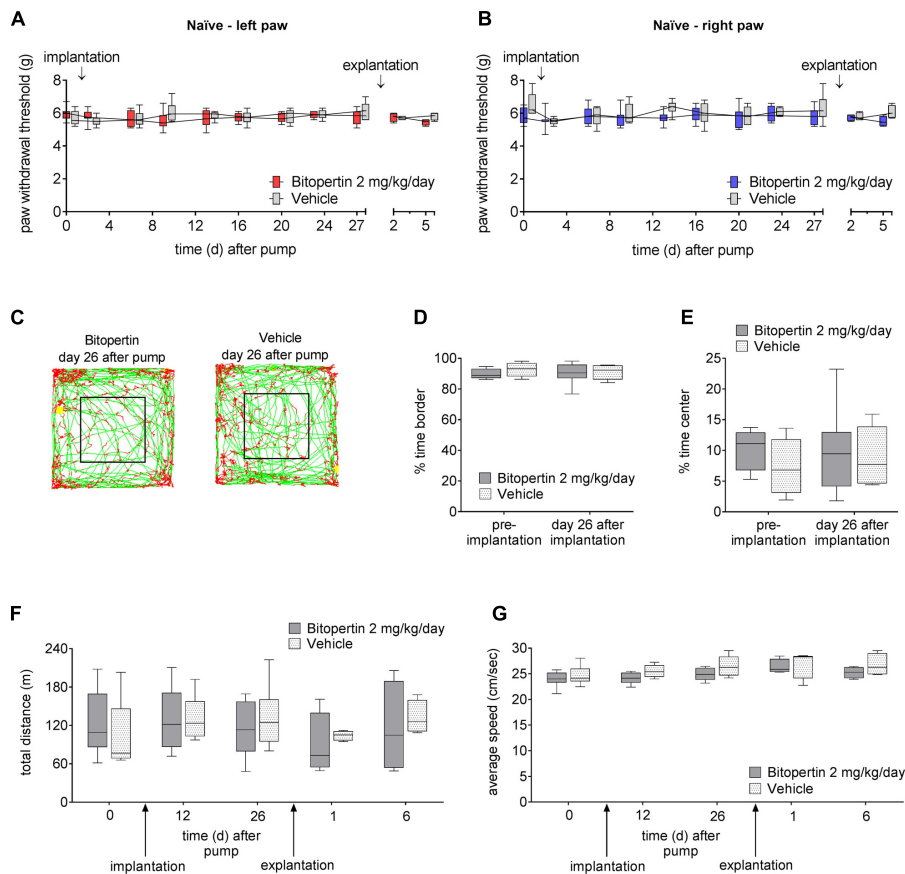 A
Naïve - left paw
implantation
explantation
paw withdrawal threshold (g)
8
6
4
2
0
Bitopertin 2 mg/kg/day
Vehicle
0 4 8 12 16 20 24 27 2 5
time (d) after pump
B
Naïve - right paw
implantation
explantation
paw withdrawal threshold (g)
8
6
4
2
0
Bitopertin 2 mg/kg/day
Vehicle
0 4 8 12 16 20 24 27 2 5
time (d) after pump
C
Bitopertin
day 26 after pump
Vehicle
day 26 after pump
D
% time border
100
80
60
40
20
0
Bitopertin 2 mg/kg/day
Vehicle
pre-
implantation
day 26 after
implantation
E
Bitopertin 2 mg/kg/day
Vehicle
% time center
25
20
15
10
5
0
pre-
implantation
day 26 after
implantation
F
Bitopertin 2 mg/kg/day
Vehicle
total distance (m)
240
180
120
60
0
0 12 26 1 6
time (d) after
pump
implantation
explantation
G
average speed (cm/sec)
30
25
20
15
10
5
0
Bitopertin 2 mg/kg/day
Vehicle
0 12 26 1 6
time (d) after
pump
implantation
explantation